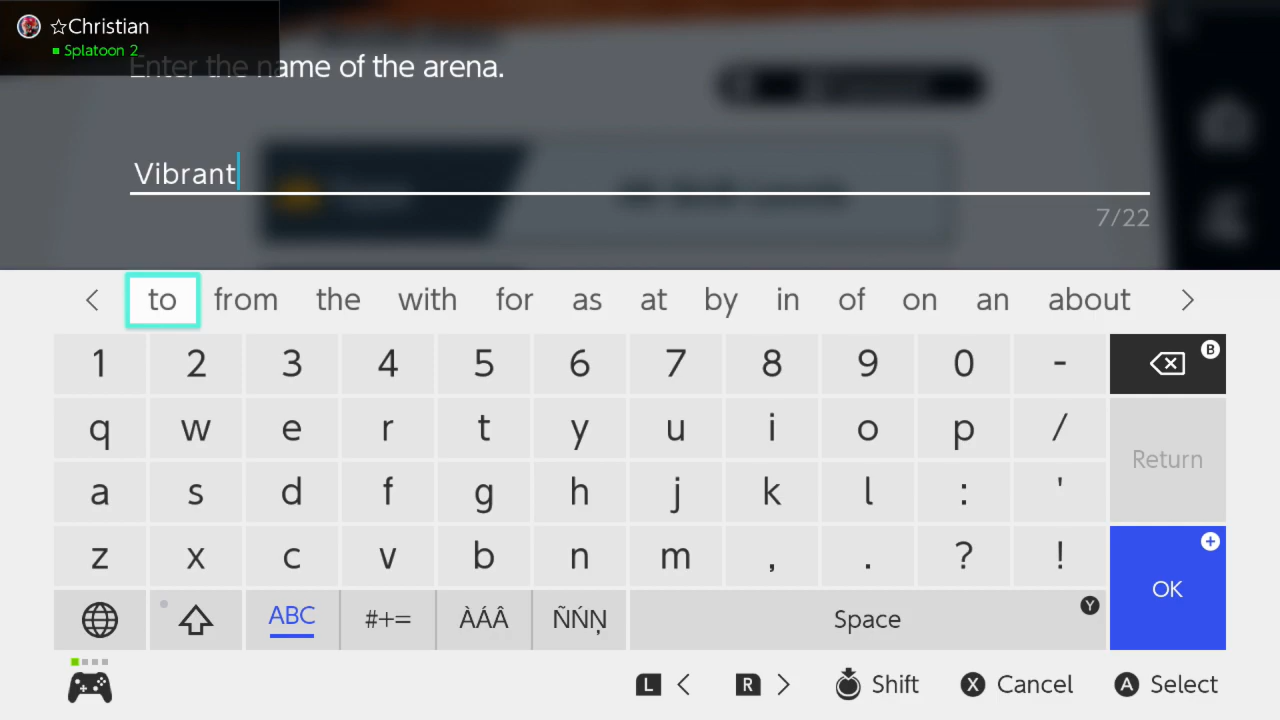 ☆Christian
Splatoon 2
Enter the name of the arena.
Vibrant
7/22
< to from the with for as at by in of on an about >
1 2 3 4 5 6 7 8 9 0 - B
q w e r t y u i o p /
Return
a s d f g h j k l : '
z x c v b n m , . ? ! +
OK
ABC #+= ÀÁÂ ÑŃŅ Space Y
L < R > Shift X Cancel A Select